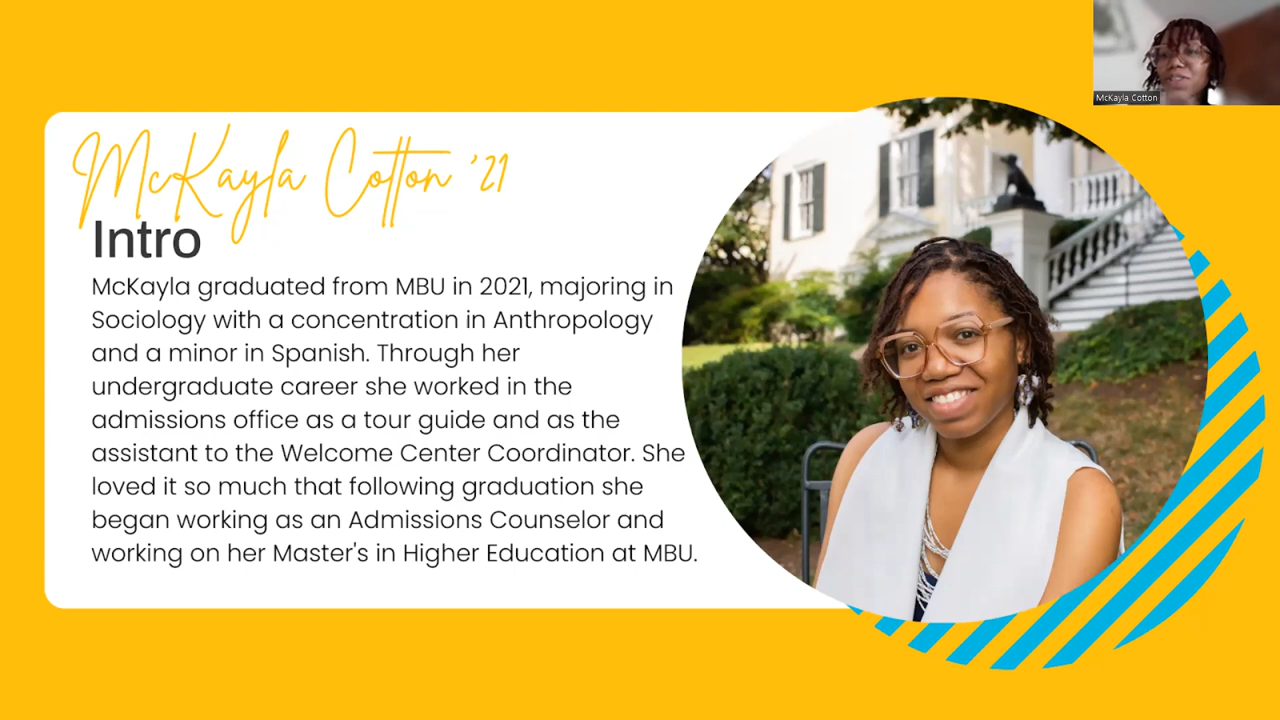 McKayla Cotton
McKayla Cotton '21
Intro
McKayla graduated from MBU in 2021, majoring in
Sociology with a concentration in Anthropology
and a minor in Spanish. Through her
undergraduate career she worked in the
admissions office as a tour guide and as the
assistant to the Welcome Center Coordinator. She
loved it so much that following graduation she
began working as an Admissions Counselor and
working on her Master's in Higher Education at MBU.